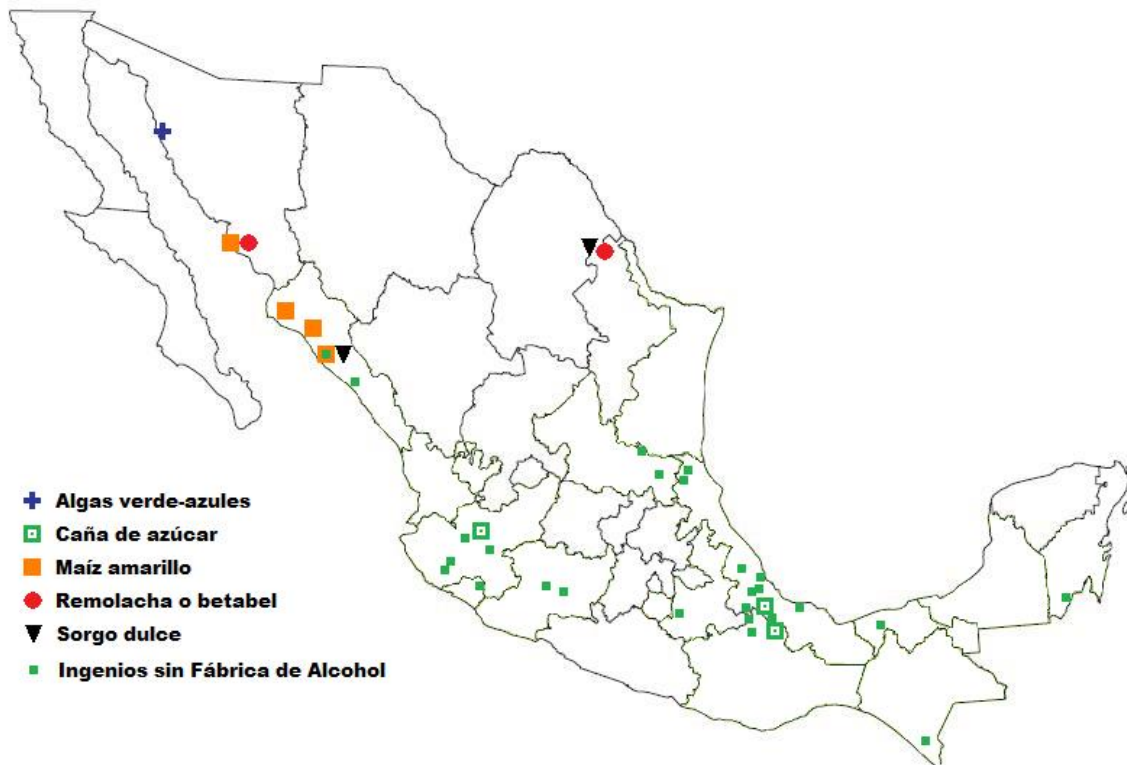 Algas verde-azules
Caña de azúcar
Maíz amarillo
Remolacha o betabel
Sorgo dulce
Ingenios sin Fábrica de Alcohol